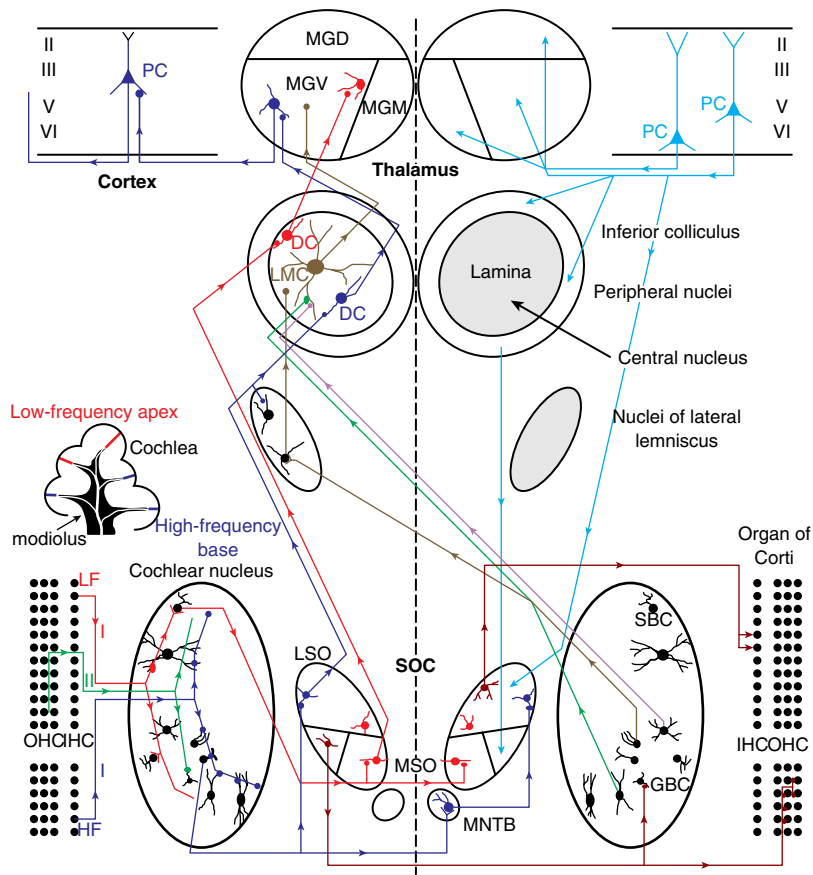 II
III
V
VI
PC
Cortex
MGD
MGV
MGM
Thalamus
PC
PC
II
III
V
VI
DC
LMC
DC
Lamina
Inferior colliculus
Peripheral nuclei
Central nucleus
Nuclei of lateral
lemniscus
Low-frequency apex
Cochlea
modiolus
High-frequency
base
Cochlear nucleus
LF
I
II
OHC
IHC
I
HF
LSO
SOC
MSO
MNTB
SBC
GBC
Organ of
Corti
IHC
OHC